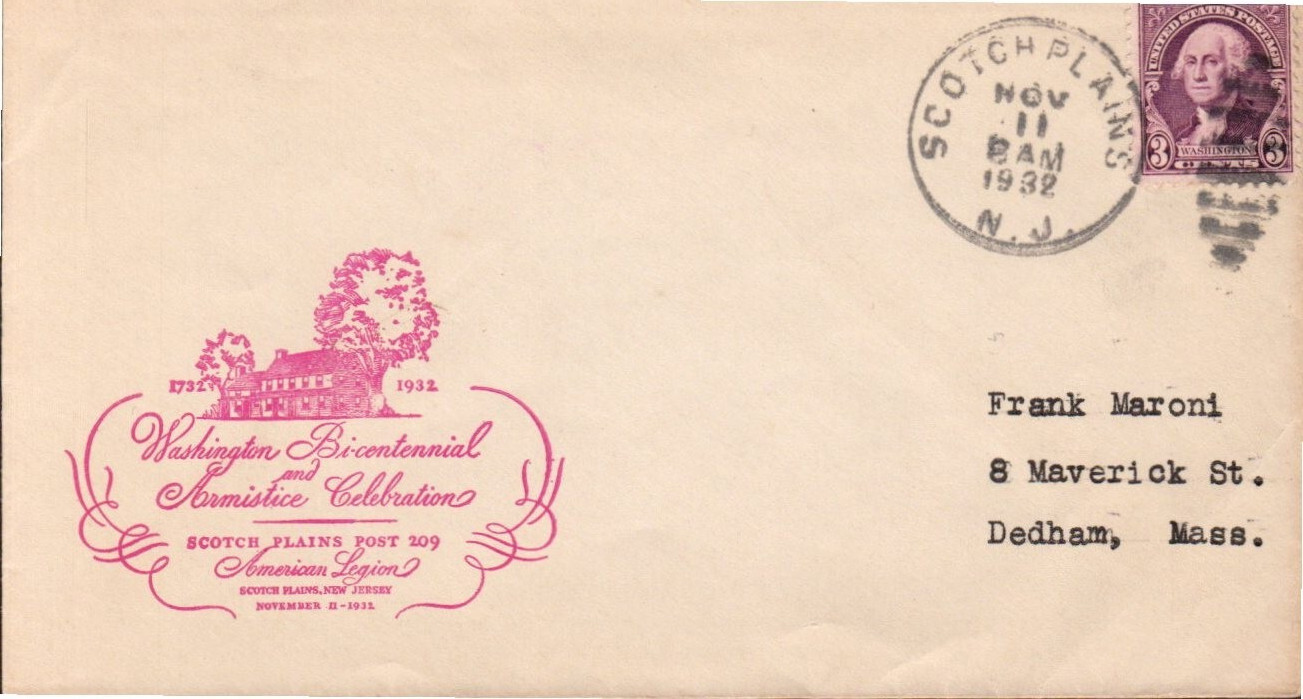 UNITED STATES POSTAGE
3 WASHINGTON 3
SCOTCH PLAINS
NOV
11
AM
1932
N.J.
1732 1932
Washington Bi-centennial
and
Armistice Celebration
SCOTCH PLAINS POST 209
American Legion
SCOTCH PLAINS, NEW JERSEY
NOVEMBER 11-1932
Frank Maroni
8 Maverick St.
Dedham, Mass.